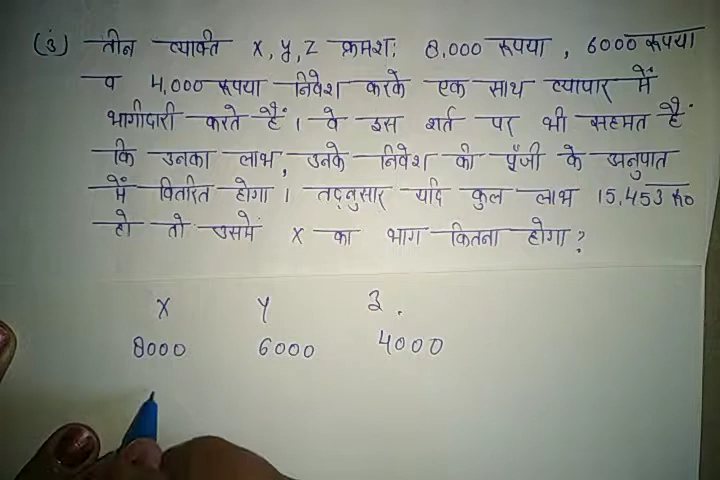 (3) तीन व्यक्ति X, Y, Z क्रमश: 8,000 रूपया , 6000 रूपया
व 4,000 रूपया निवेश करके एक साथ व्यापार में
भागीदारी करते हैं । वे इस शर्त पर भी सहमत हैं
कि उनका लाभ, उनके निवेश की पूँजी के अनुपात
में वितरित होगा । तद्नुसार यदि कुल लाभ 15,453 रू०
हो तो उसमें X का भाग कितना होगा ?
X Y Z .
8000 6000 4000